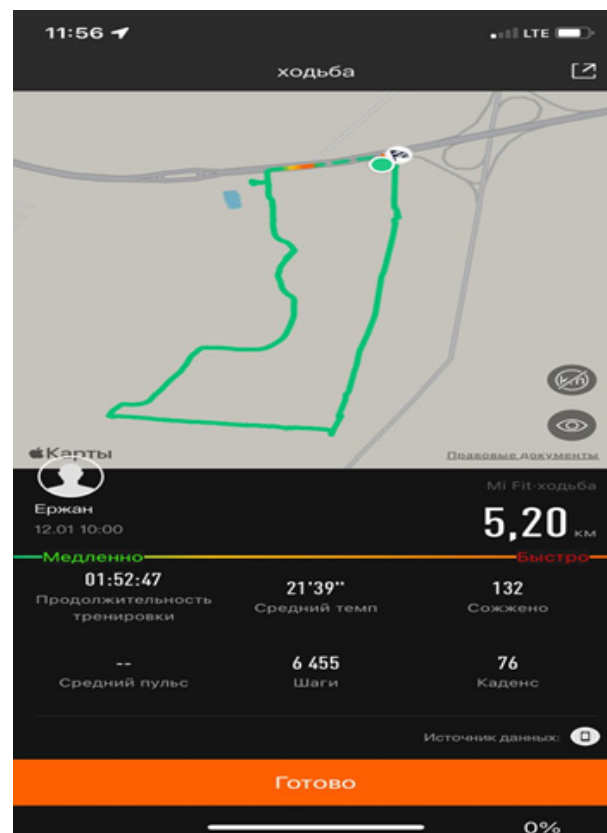 11:56
LTE
ходьба
Карты
Правовые документы
Mi Fit-ходьба
Ержан
12.01 10:00
5,20 км
Медленно
Быстро
01:52:47
Продолжительность
тренировки
21'39"
Средний темп
132
Сожжено
--
Средний пульс
6 455
Шаги
76
Каденс
Источник данных:
Готово
0%